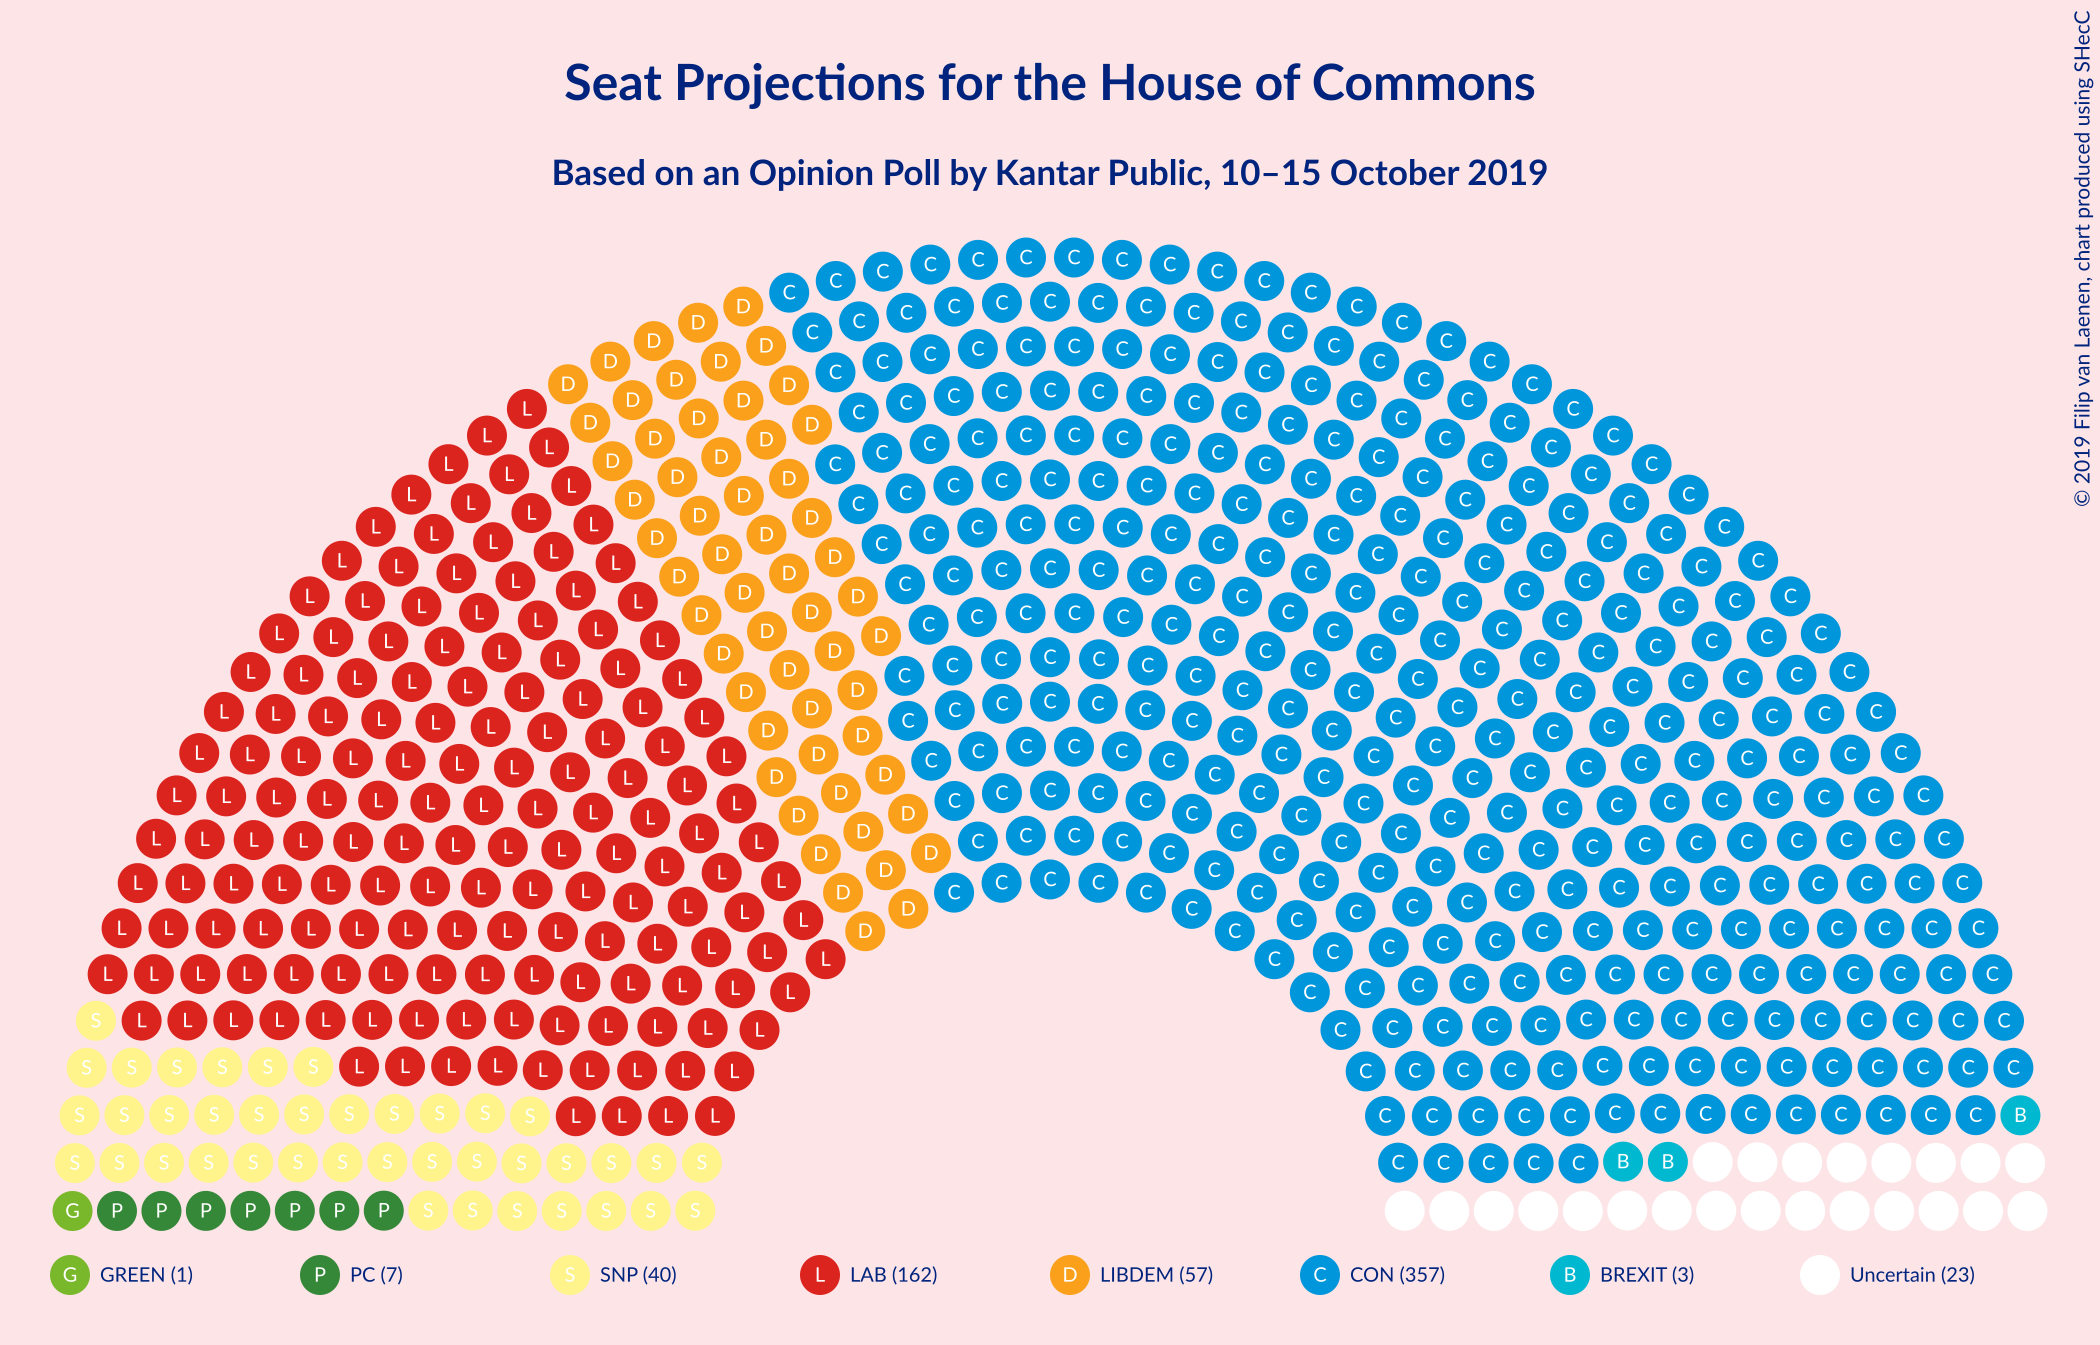 Seat Projections for the House of Commons
Based on an Opinion Poll by Kantar Public, 10–15 October 2019
© 2019 Filip van Laenen, chart produced using SHecC
G GREEN (1)
P PC (7)
S SNP (40)
L LAB (162)
D LIBDEM (57)
C CON (357)
B BREXIT (3)
Uncertain (23)